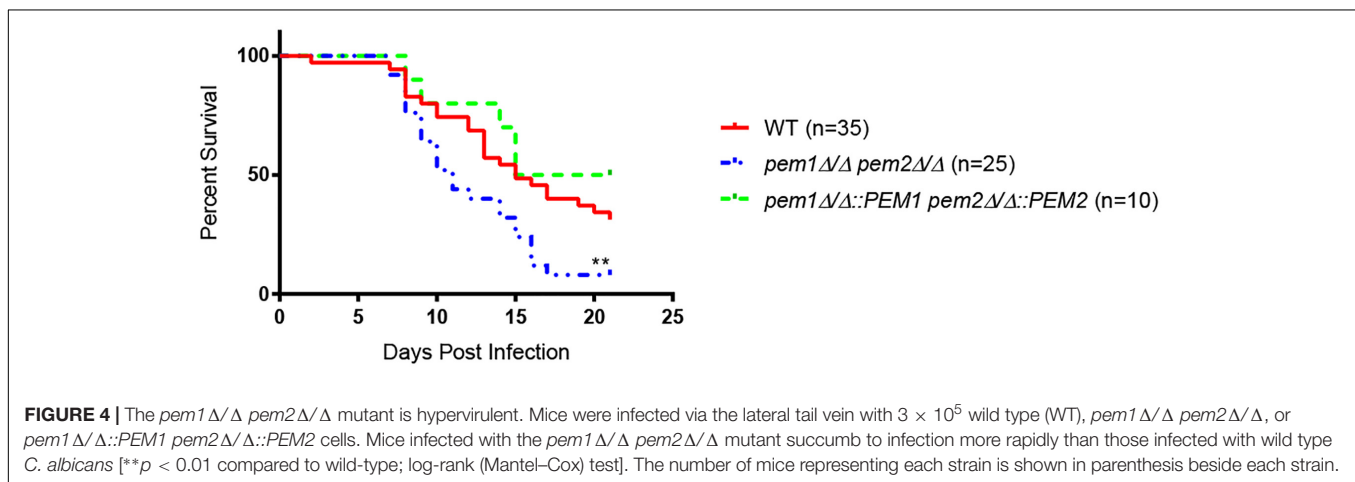 100
50
0
0
5
10
15
20
25
Percent Survival
Days Post Infection
**
WT (n=35)
pem1Δ/Δ pem2Δ/Δ (n=25)
pem1Δ/Δ::PEM1 pem2Δ/Δ::PEM2 (n=10)
FIGURE 4 | The pem1Δ/Δ pem2Δ/Δ mutant is hypervirulent. Mice were infected via the lateral tail vein with 3 × 10⁵ wild type (WT), pem1Δ/Δ pem2Δ/Δ, or
pem1Δ/Δ::PEM1 pem2Δ/Δ::PEM2 cells. Mice infected with the pem1Δ/Δ pem2Δ/Δ mutant succumb to infection more rapidly than those infected with wild type
C. albicans [**p < 0.01 compared to wild-type; log-rank (Mantel–Cox) test]. The number of mice representing each strain is shown in parenthesis beside each strain.